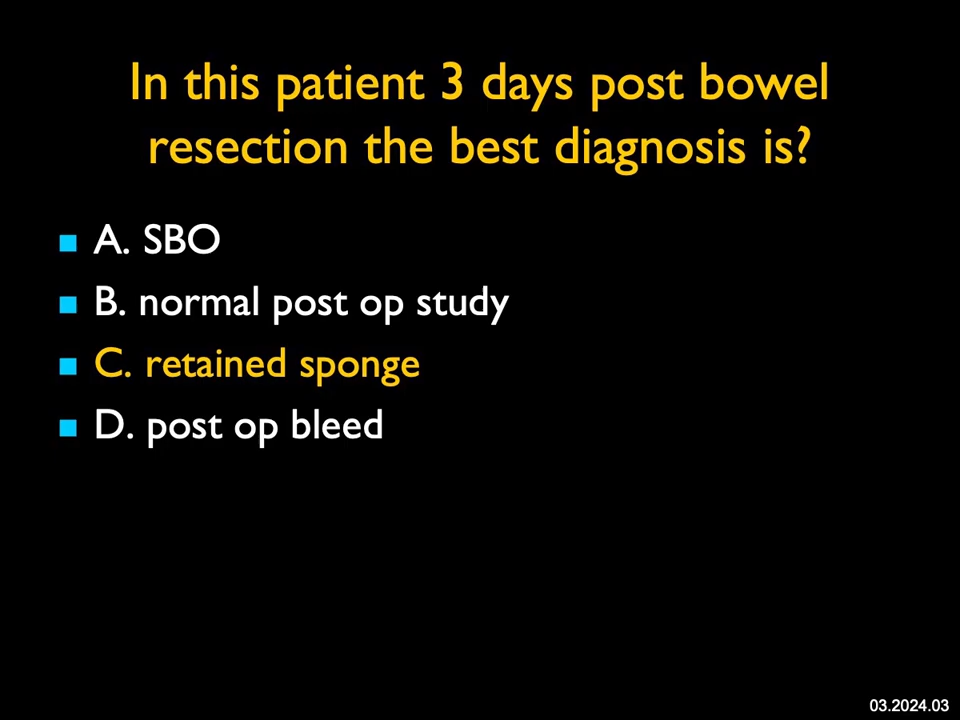 In this patient 3 days post bowel
resection the best diagnosis is?
A. SBO
B. normal post op study
C. retained sponge
D. post op bleed
03.2024.03